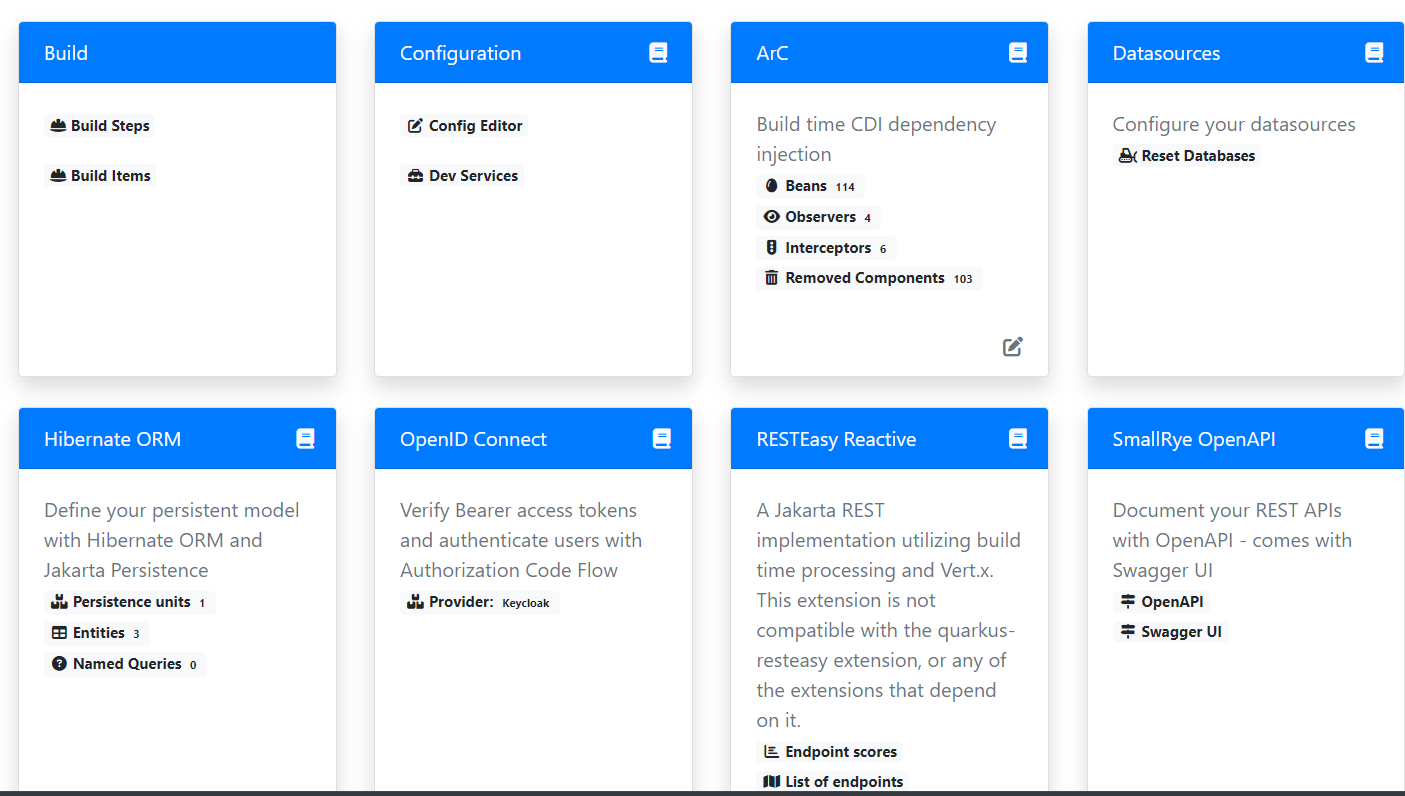 Build
Build Steps
Build Items
Configuration
Config Editor
Dev Services
ArC
Build time CDI dependency
injection
Beans 114
Observers 4
Interceptors 6
Removed Components 103
Datasources
Configure your datasources
Reset Databases
Hibernate ORM
Define your persistent model
with Hibernate ORM and
Jakarta Persistence
Persistence units 1
Entities 3
Named Queries 0
OpenID Connect
Verify Bearer access tokens
and authenticate users with
Authorization Code Flow
Provider: Keycloak
RESTEasy Reactive
A Jakarta REST
implementation utilizing build
time processing and Vert.x.
This extension is not
compatible with the quarkus-
resteasy extension, or any of
the extensions that depend
on it.
Endpoint scores
List of endpoints
SmallRye OpenAPI
Document your REST APIs
with OpenAPI - comes with
Swagger UI
OpenAPI
Swagger UI